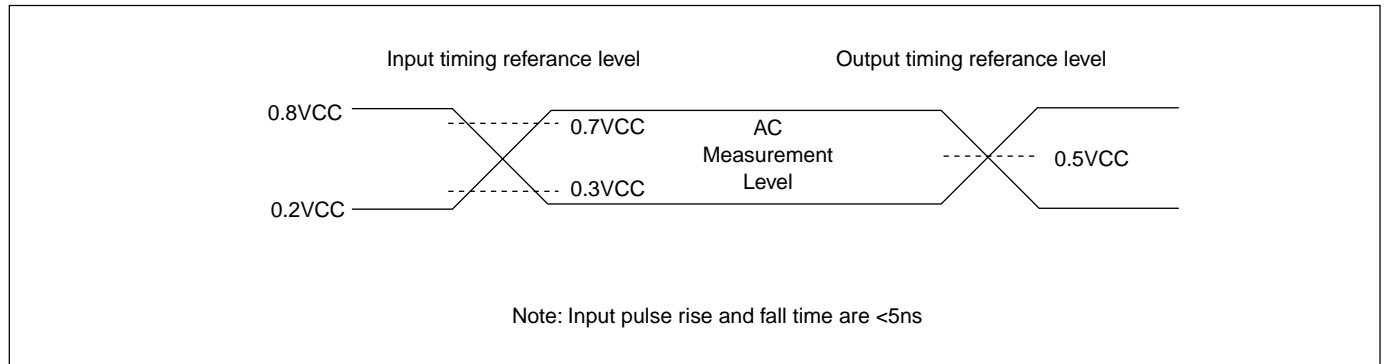 Input timing referance level
Output timing referance level
0.8VCC
0.7VCC
AC
Measurement
Level
0.5VCC
0.3VCC
0.2VCC
Note: Input pulse rise and fall time are <5ns